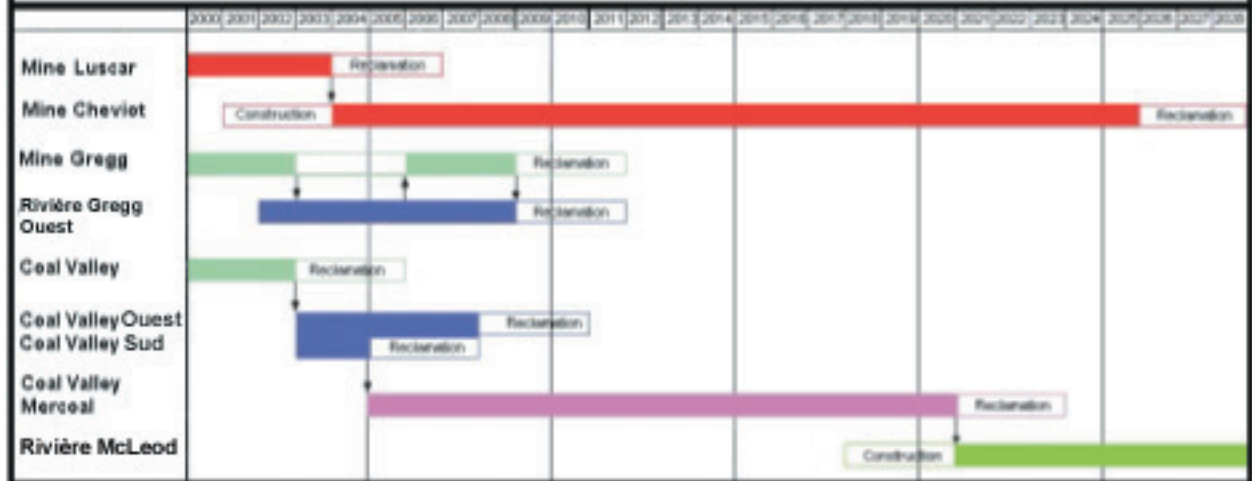 2000 2001 2002 2003 2004 2005 2006 2007 2008 2009 2010 2011 2012 2013 2014 2015 2016 2017 2018 2019 2020 2021 2022 2023 2024 2025 2026 2027 2028
Mine Luscar
Reclamation
Mine Cheviot
Construction
Reclamation
Mine Gregg
Reclamation
Rivière Gregg
Ouest
Reclamation
Coal Valley
Reclamation
Coal Valley Ouest
Reclamation
Coal Valley Sud
Reclamation
Coal Valley
Mercoal
Reclamation
Rivière McLeod
Construction